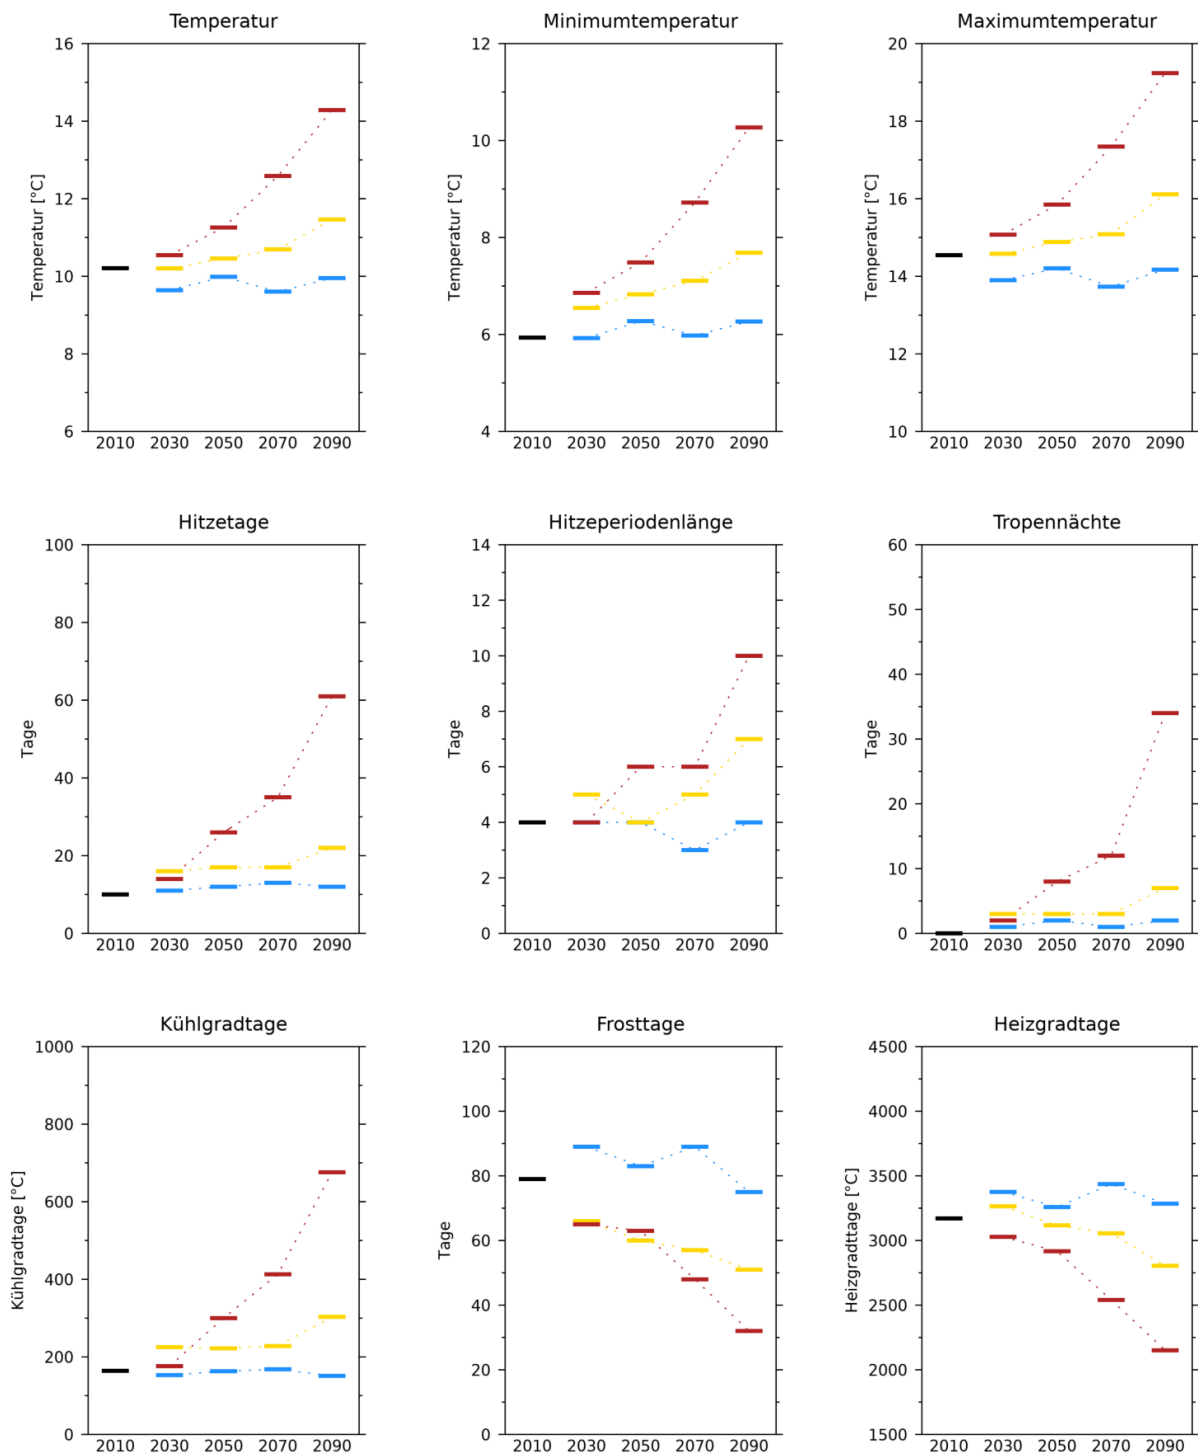 Temperatur
Minimumtemperatur
Maximumtemperatur
16
14
12
10
8
6
Temperatur [°C]
2010 2030 2050 2070 2090
12
10
8
6
4
Temperatur [°C]
2010 2030 2050 2070 2090
20
18
16
14
12
10
Temperatur [°C]
2010 2030 2050 2070 2090
Hitzetage
Hitzeperiodenlänge
Tropennächte
100
80
60
40
20
0
Tage
2010 2030 2050 2070 2090
14
12
10
8
6
4
2
0
Tage
2010 2030 2050 2070 2090
60
50
40
30
20
10
0
Tage
2010 2030 2050 2070 2090
Kühlgradtage
Frosttage
Heizgradtage
1000
800
600
400
200
0
Kühlgradtage [°C]
2010 2030 2050 2070 2090
120
100
80
60
40
20
0
Tage
2010 2030 2050 2070 2090
4500
4000
3500
3000
2500
2000
1500
Heizgradttage [°C]
2010 2030 2050 2070 2090